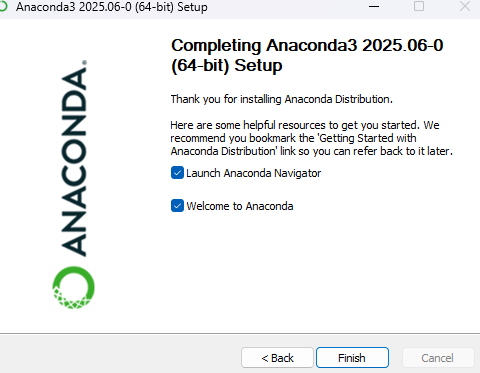 Anaconda3 2025.06-0 (64-bit) Setup
Completing Anaconda3 2025.06-0
(64-bit) Setup
Thank you for installing Anaconda Distribution.
Here are some helpful resources to get you started. We
recommend you bookmark the 'Getting Started with
Anaconda Distribution' link so you can refer back to it later.
Launch Anaconda Navigator
Welcome to Anaconda
ANACONDA.
< Back
Finish
Cancel